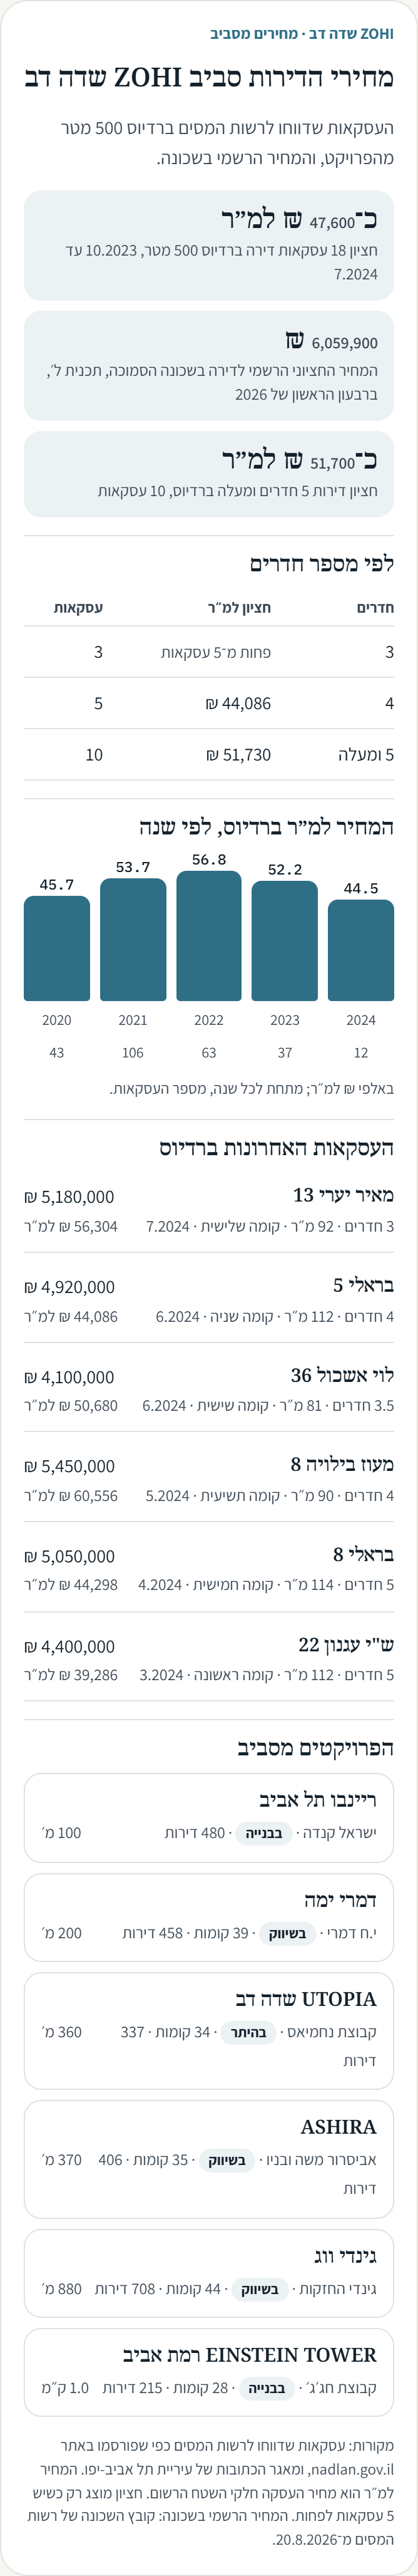 ZOHI שדה דב · מחירים מסביב
מחירי הדירות סביב ZOHI שדה דב
העסקאות שדווחו לרשות המסים ברדיוס 500 מטר
מהפרויקט, והמחיר הרשמי בשכונה.
כ־47,600 ₪ למ״ר
חציון 18 עסקאות דירה ברדיוס 500 מטר, 10.2023 עד
7.2024
6,059,900 ₪
המחיר החציוני הרשמי לדירה בשכונה הסמוכה, תכנית ל׳,
ברבעון הראשון של 2026
כ־51,700 ₪ למ״ר
חציון דירות 5 חדרים ומעלה ברדיוס, 10 עסקאות
לפי מספר חדרים
חדרים חציון למ״ר עסקאות
3 פחות מ־5 עסקאות 3
4 44,086 ₪ 5
5 ומעלה 51,730 ₪ 10
המחיר למ״ר ברדיוס, לפי שנה
45.7 53.7 56.8 52.2 44.5
2020 2021 2022 2023 2024
43 106 63 37 12
באלפי ₪ למ״ר; מתחת לכל שנה, מספר העסקאות.
העסקאות האחרונות ברדיוס
מאיר יערי 13 5,180,000 ₪
3 חדרים · 92 מ״ר · קומה שלישית · 7.2024 56,304 ₪ למ״ר
בראלי 5 4,920,000 ₪
4 חדרים · 112 מ״ר · קומה שניה · 6.2024 44,086 ₪ למ״ר
לוי אשכול 36 4,100,000 ₪
3.5 חדרים · 81 מ״ר · קומה שישית · 6.2024 50,680 ₪ למ״ר
מעוז בילויה 8 5,450,000 ₪
4 חדרים · 90 מ״ר · קומה תשיעית · 5.2024 60,556 ₪ למ״ר
בראלי 8 5,050,000 ₪
5 חדרים · 114 מ״ר · קומה חמישית · 4.2024 44,298 ₪ למ״ר
ש"י עגנון 22 4,400,000 ₪
5 חדרים · 112 מ״ר · קומה ראשונה · 3.2024 39,286 ₪ למ״ר
הפרויקטים מסביב
ריינבו תל אביב
ישראל קנדה · בבנייה · 480 דירות 100 מ׳
דמרי ימה
י.ח דמרי · בשיווק · 39 קומות · 458 דירות 200 מ׳
UTOPIA שדה דב
קבוצת נחמיאס · בהיתר · 34 קומות · 337 360 מ׳
דירות
ASHIRA
אביסרור משה ובניו · בשיווק · 35 קומות · 406 370 מ׳
דירות
גינדי ווג
גינדי החזקות · בשיווק · 44 קומות · 708 דירות 880 מ׳
EINSTEIN TOWER רמת אביב
קבוצת חג׳ג׳ · בבנייה · 28 קומות · 215 דירות 1.0 ק״מ
מקורות: עסקאות שדווחו לרשות המסים כפי שפורסמו באתר
nadlan.gov.il, ומאגר הכתובות של עיריית תל אביב-יפו. המחיר
למ״ר הוא מחיר העסקה חלקי השטח הרשום. חציון מוצג רק כשיש
5 עסקאות לפחות. המחיר הרשמי בשכונה: קובץ השכונה של רשות
המסים מ־20.8.2026.